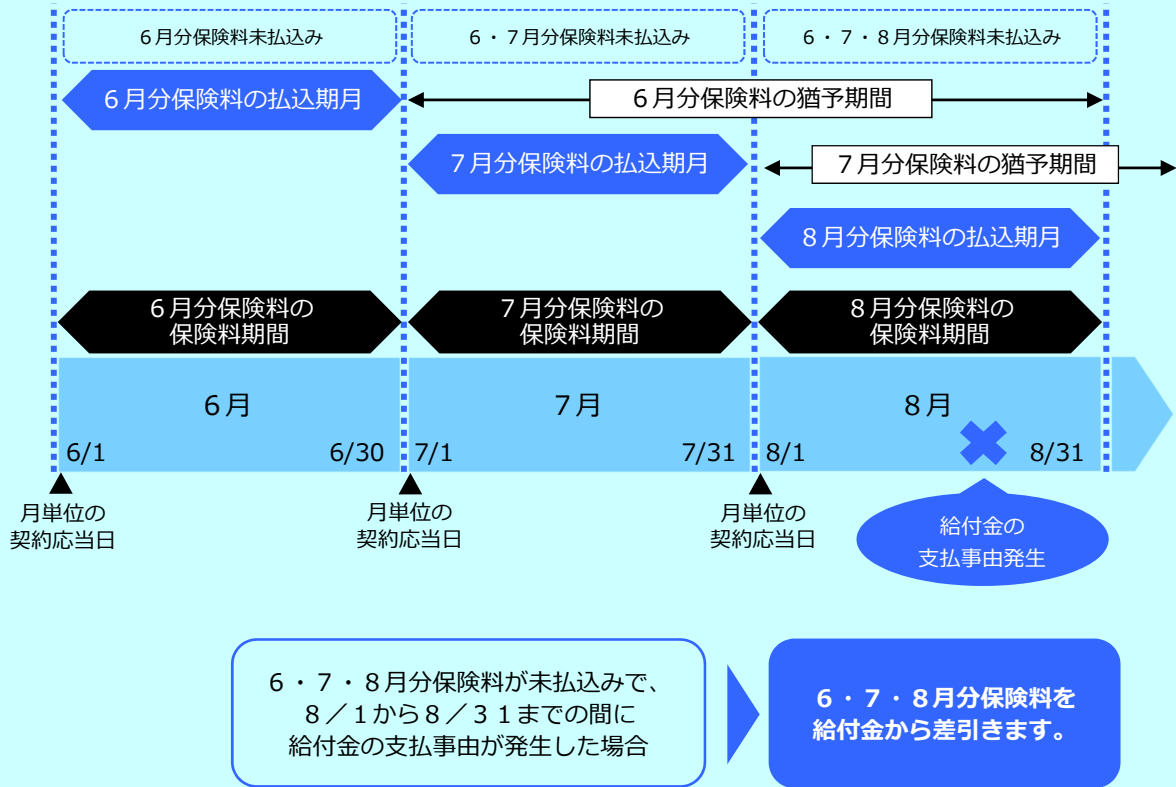 6月分保険料未払込み
6・7月分保険料未払込み
6・7・8月分保険料未払込み
6月分保険料の払込期月
6月分保険料の猶予期間
7月分保険料の払込期月
7月分保険料の猶予期間
8月分保険料の払込期月
6月分保険料の
保険料期間
7月分保険料の
保険料期間
8月分保険料の
保険料期間
6月
7月
8月
6/1
6/30
7/1
7/31
8/1
8/31
月単位の
契約応当日
月単位の
契約応当日
月単位の
契約応当日
給付金の
支払事由発生
6・7・8月分保険料が未払込みで、
8/1から8/31までの間に
給付金の支払事由が発生した場合
6・7・8月分保険料を
給付金から差引きます。